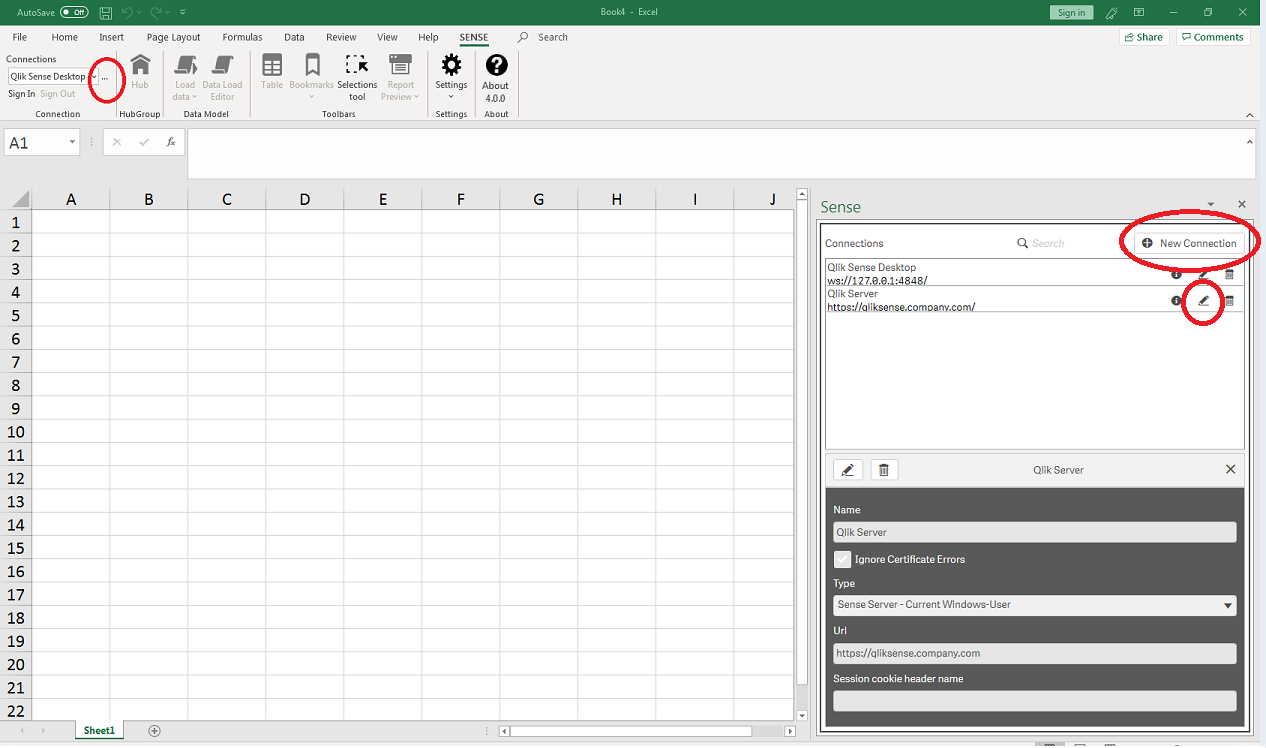 AutoSave Off Book4 - Excel Sign in
File Home Insert Page Layout Formulas Data Review View Help SENSE Search Share Comments
Connections
Qlik Sense Desktop ...
Sign In Sign Out
Connection
Hub
HubGroup
Load data
Data Load Editor
Data Model
Table
Bookmarks
Selections tool
Report Preview
Toolbars
Settings
Settings
About 4.0.0
About
A1 fx
A B C D E F G H I J
1
2
3
4
5
6
7
8
9
10
11
12
13
14
15
16
17
18
19
20
21
22
Sheet1
Sense
Connections Search New Connection
Qlik Sense Desktop
ws://127.0.0.1:4848/
Qlik Server
https://qliksense.company.com/
Qlik Server
Name
Qlik Server
Ignore Certificate Errors
Type
Sense Server - Current Windows-User
Url
https://qliksense.company.com
Session cookie header name